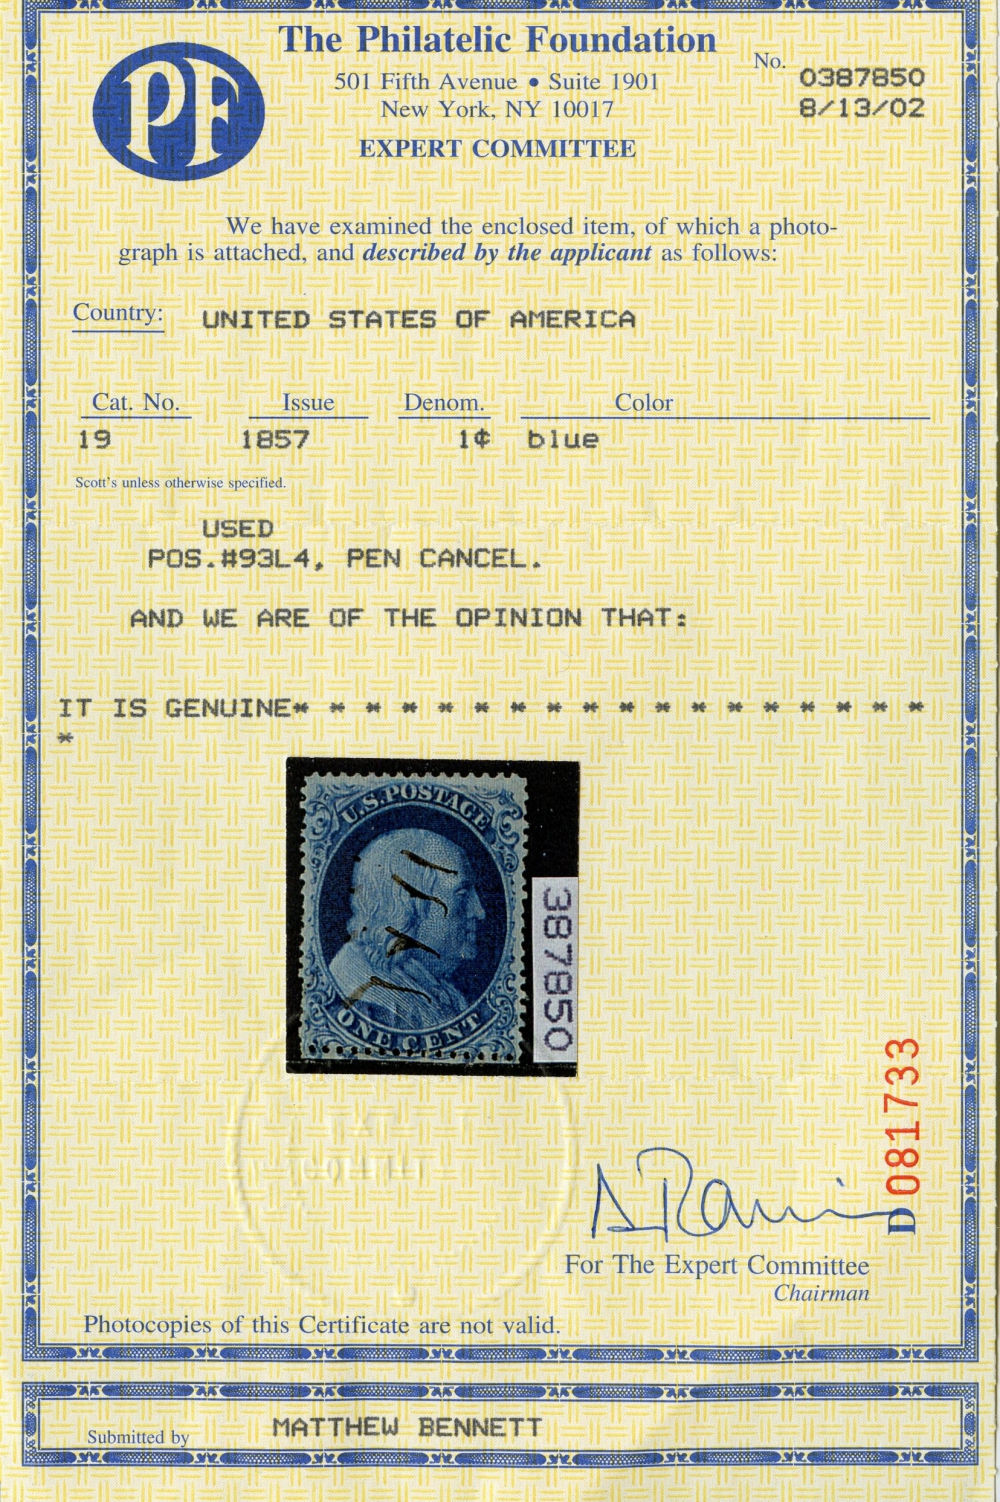 The Philatelic Foundation
PF
501 Fifth Avenue • Suite 1901
New York, NY 10017
EXPERT COMMITTEE
No. 0387850
8/13/02
We have examined the enclosed item, of which a photo-
graph is attached, and described by the applicant as follows:
Country: UNITED STATES OF AMERICA
Cat. No. Issue Denom. Color
19 1857 1¢ blue
Scott's unless otherwise specified.
USED
POS.#93L4, PEN CANCEL.
AND WE ARE OF THE OPINION THAT:
IT IS GENUINE* * * * * * * * * * * * * * * * * *
*
U.S. POSTAGE
ONE CENT
387850
D081733
For The Expert Committee
Chairman
Photocopies of this Certificate are not valid.
Submitted by MATTHEW BENNETT